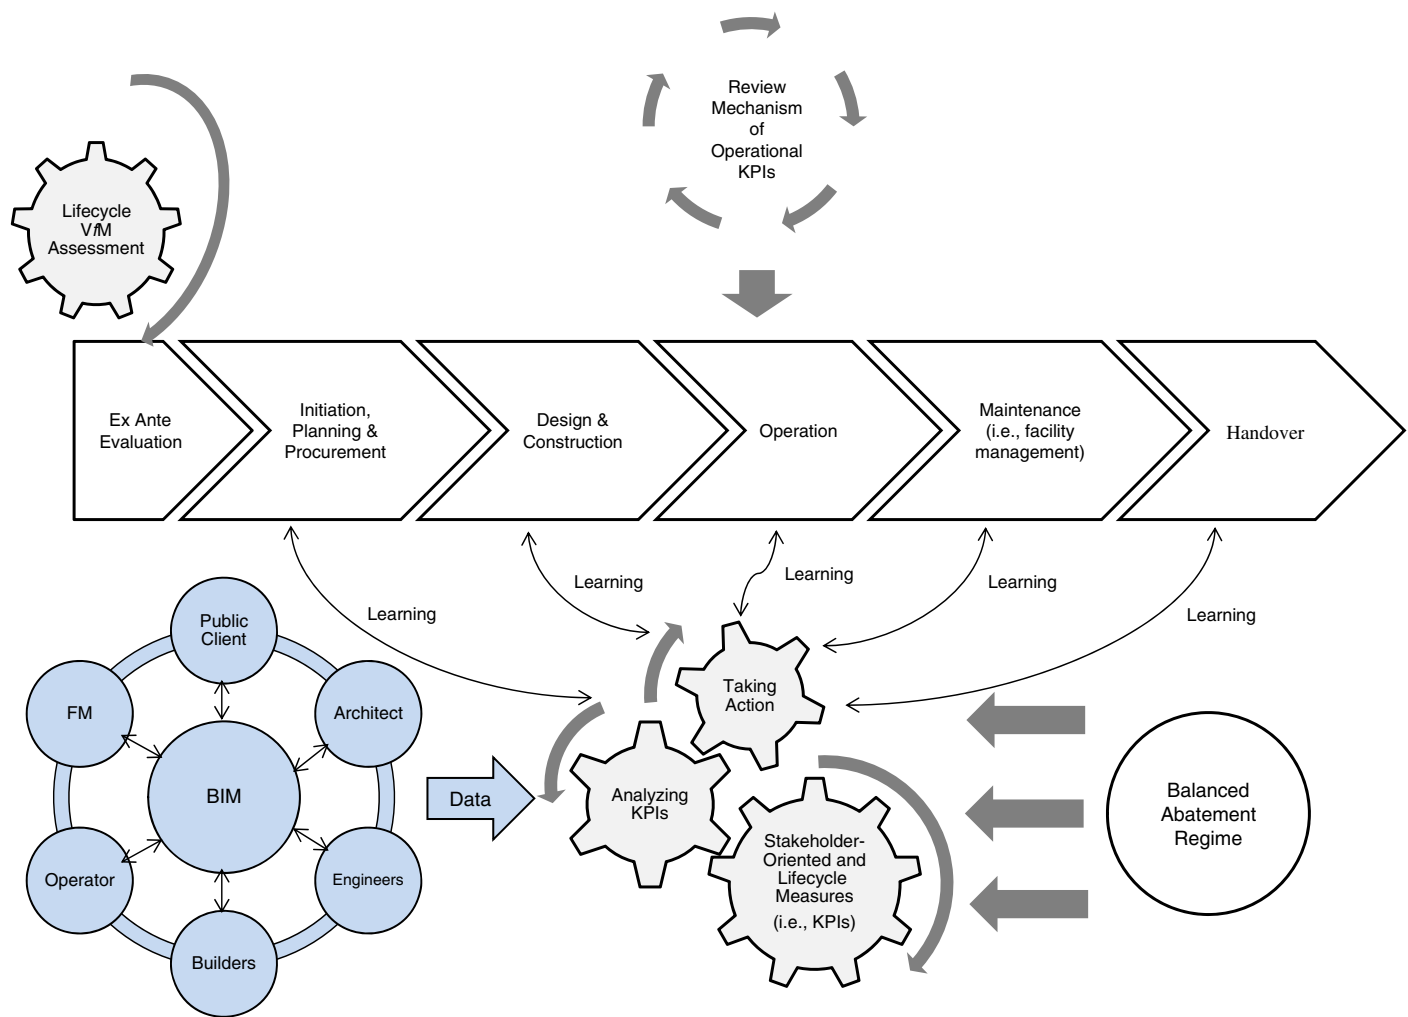 Review
Mechanism
of
Operational
KPIs
Lifecycle
VfM
Assessment
Ex Ante
Evaluation
Initiation,
Planning &
Procurement
Design &
Construction
Operation
Maintenance
(i.e., facility
management)
Handover
Learning
Learning
Learning
Learning
Learning
Public
Client
FM
Architect
BIM
Operator
Engineers
Builders
Data
Taking
Action
Analyzing
KPIs
Stakeholder-
Oriented and
Lifecycle
Measures
(i.e., KPIs)
Balanced
Abatement
Regime